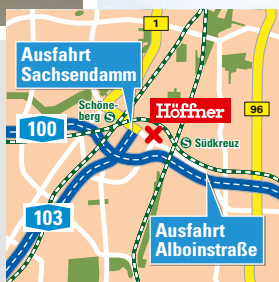 1
Ausfahrt
Sachsendamm
Schöne-
berg S
Höffner
96
100
S Südkreuz
103
Ausfahrt
Alboinstraße